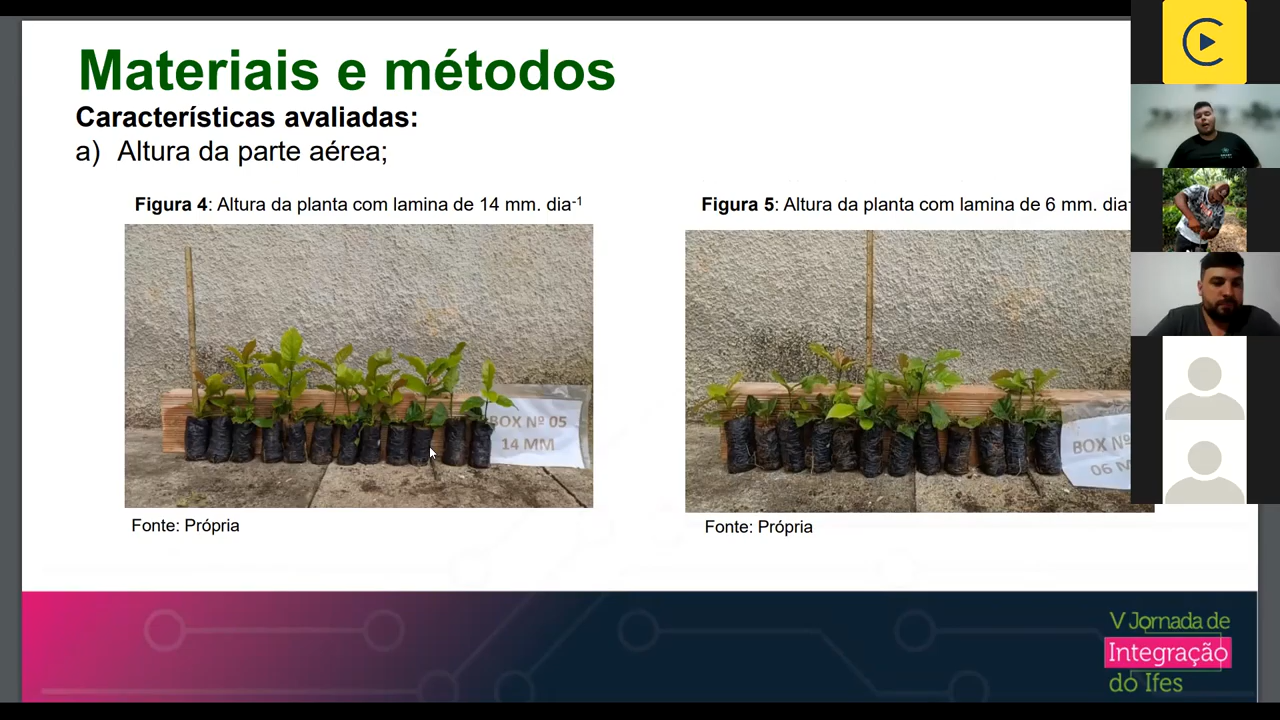 Materiais e métodos
Características avaliadas:
a) Altura da parte aérea;
Figura 4: Altura da planta com lamina de 14 mm. dia-1
Figura 5: Altura da planta com lamina de 6 mm. dia
BOX Nº 05
14 MM
BOX Nº
06 M
Fonte: Própria
Fonte: Própria
V Jornada de
Integração
do Ifes